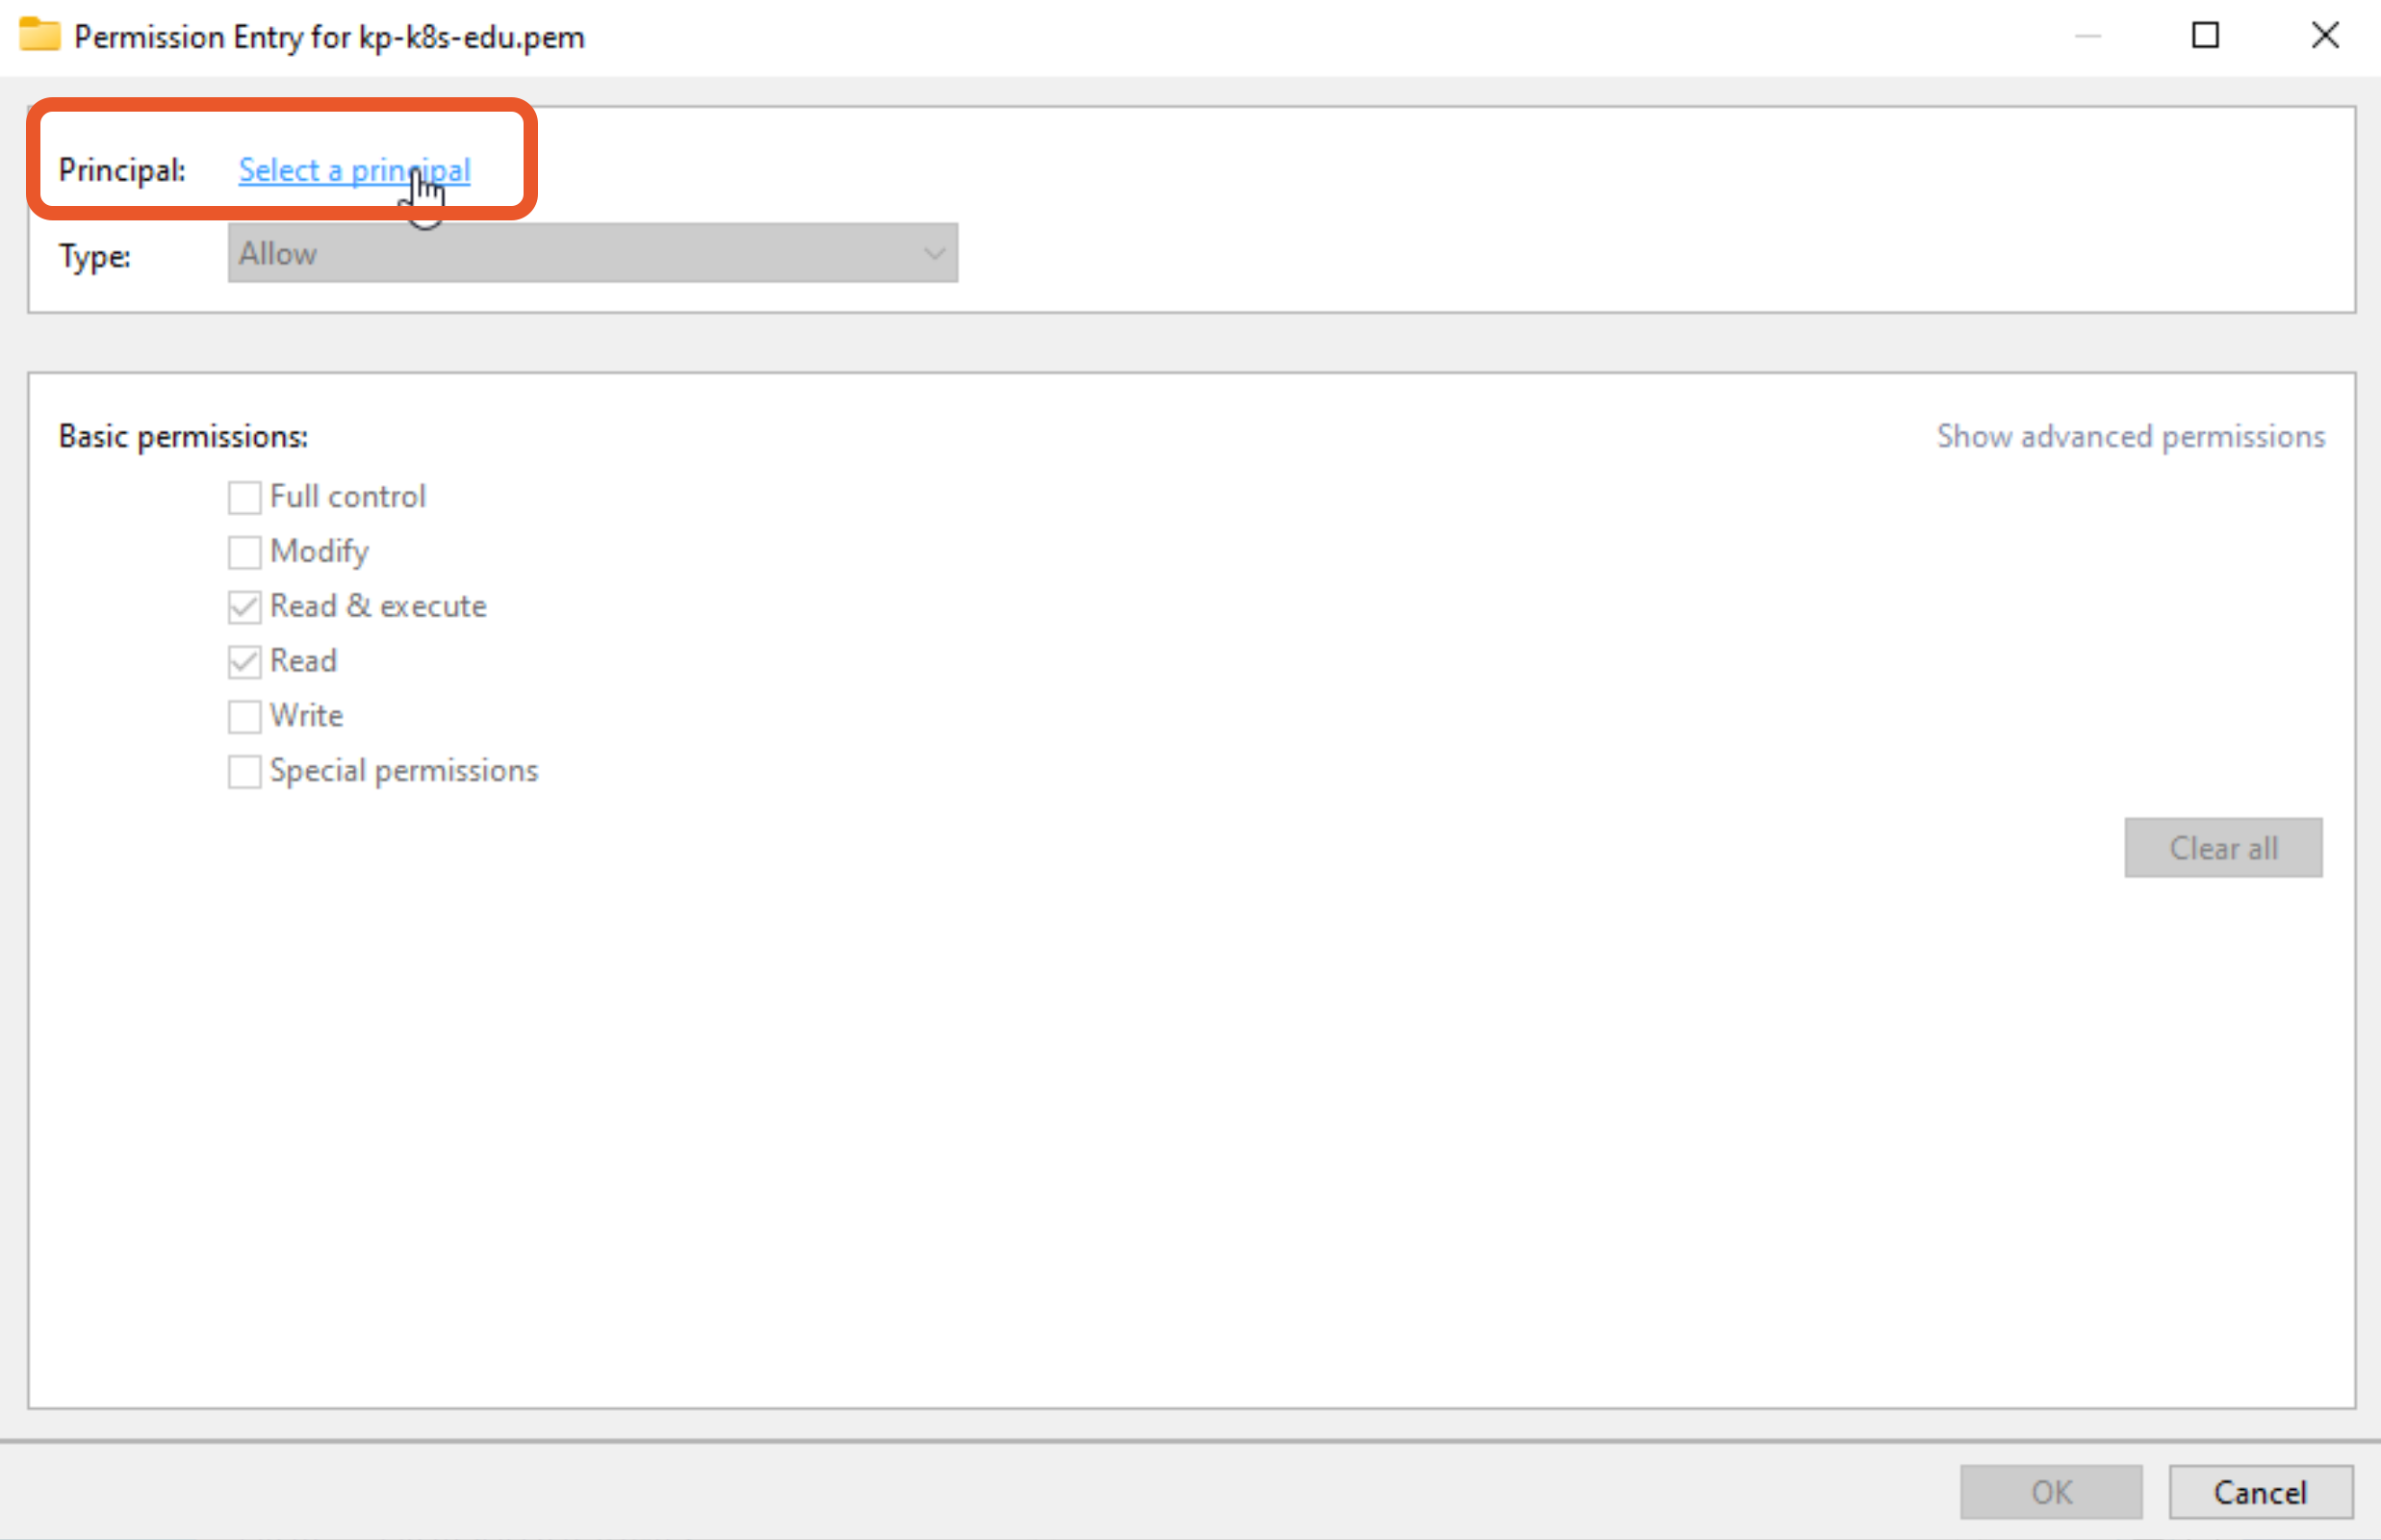 Permission Entry for kp-k8s-edu.pem
Principal: Select a principal
Type: Allow
Basic permissions: Show advanced permissions
Full control
Modify
Read & execute
Read
Write
Special permissions
Clear all
OK Cancel